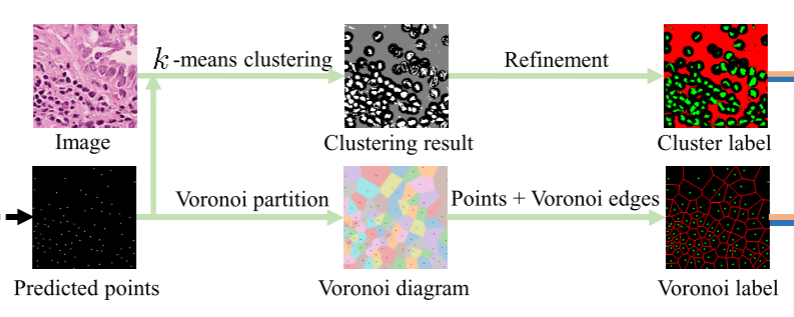 k-means clustering
Refinement
Image
Clustering result
Cluster label
Voronoi partition
Points + Voronoi edges
Predicted points
Voronoi diagram
Voronoi label